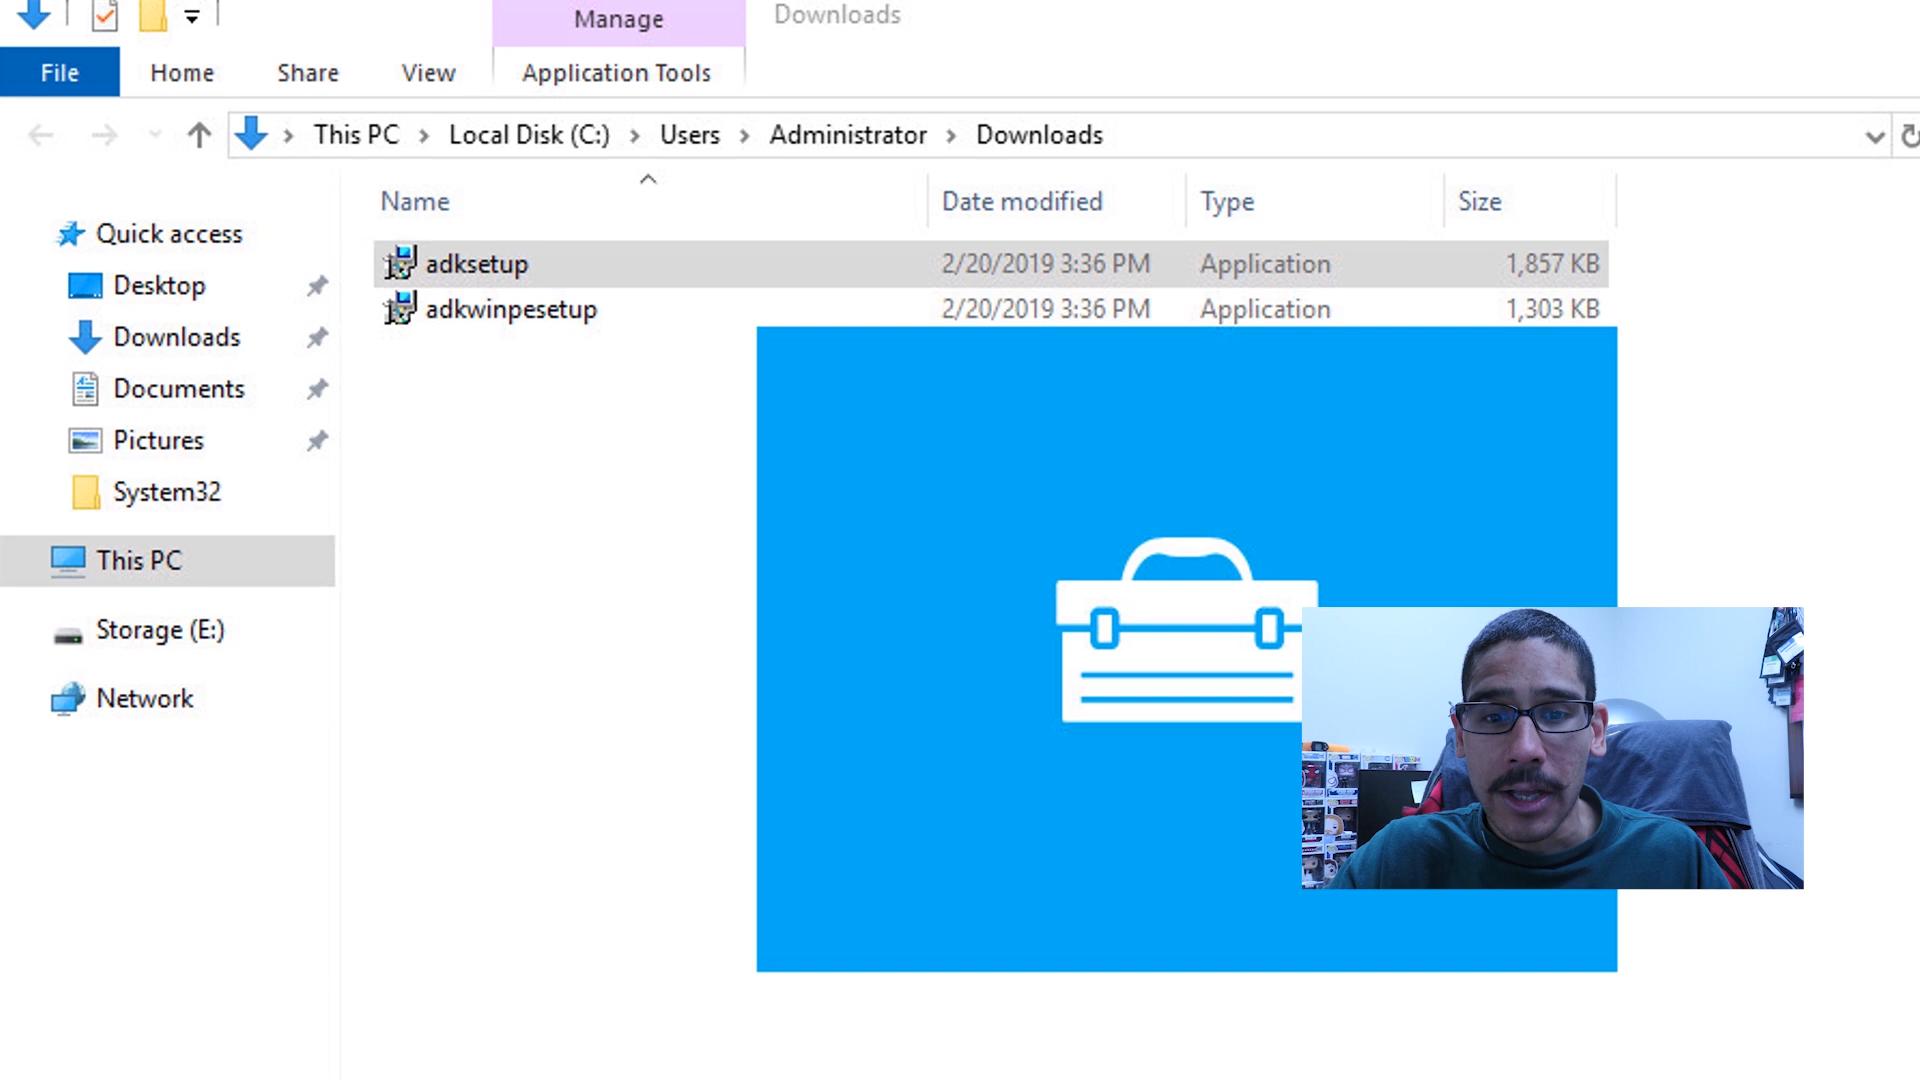 Manage
Downloads
File
Home
Share
View
Application Tools
This PC
Local Disk (C:)
Users
Administrator
Downloads
Name
Date modified
Type
Size
adksetup
2/20/2019 3:36 PM
Application
1,857 KB
adkwinpesetup
2/20/2019 3:36 PM
Application
1,303 KB
Quick access
Desktop
Downloads
Documents
Pictures
System32
This PC
Storage (E:)
Network